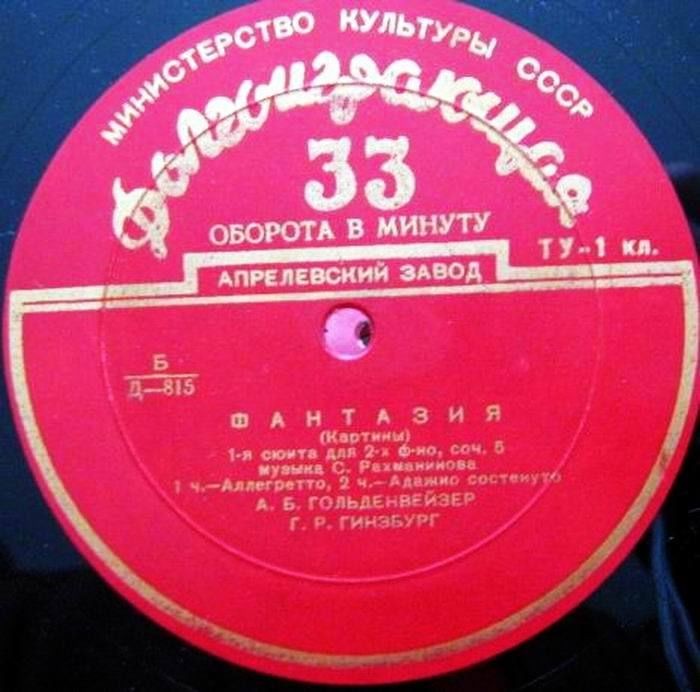 МИНИСТЕРСТВО КУЛЬТУРЫ СССР
Долгоиграющая
33
ОБОРОТА В МИНУТУ
ТУ-1 кл.
АПРЕЛЕВСКИЙ ЗАВОД
Б
Д—815
ФАНТАЗИЯ
(Картины)
1-я сюита для 2-х ф-но, соч. 5
музыка С. Рахманинова
1 ч.—Аллегретто, 2 ч.—Адажио состенуто
А. Б. ГОЛЬДЕНВЕЙЗЕР
Г. Р. ГИНЗБУРГ